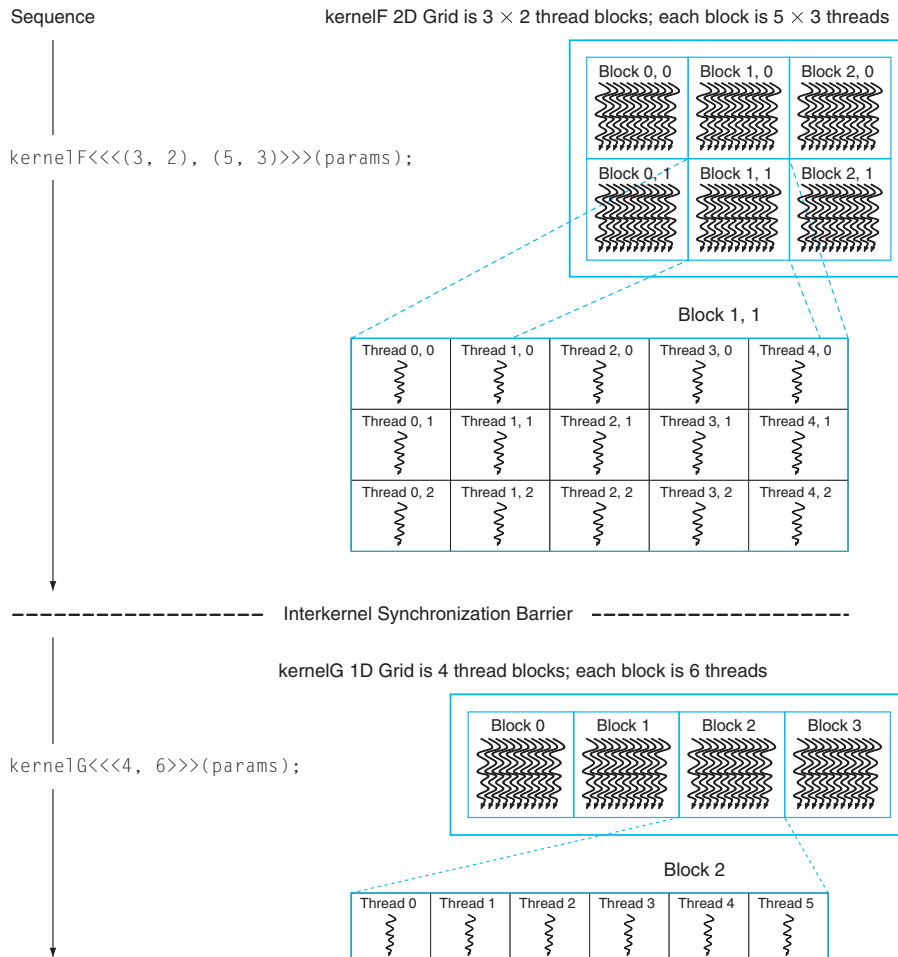 Sequence
kernelF 2D Grid is 3 × 2 thread blocks; each block is 5 × 3 threads
Block 0, 0 Block 1, 0 Block 2, 0
kernelF<<<(3, 2), (5, 3)>>>(params);
Block 0, 1 Block 1, 1 Block 2, 1
Block 1, 1
Thread 0, 0 Thread 1, 0 Thread 2, 0 Thread 3, 0 Thread 4, 0
Thread 0, 1 Thread 1, 1 Thread 2, 1 Thread 3, 1 Thread 4, 1
Thread 0, 2 Thread 1, 2 Thread 2, 2 Thread 3, 2 Thread 4, 2
Interkernel Synchronization Barrier
kernelG 1D Grid is 4 thread blocks; each block is 6 threads
Block 0 Block 1 Block 2 Block 3
kernelG<<<4, 6>>>(params);
Block 2
Thread 0 Thread 1 Thread 2 Thread 3 Thread 4 Thread 5